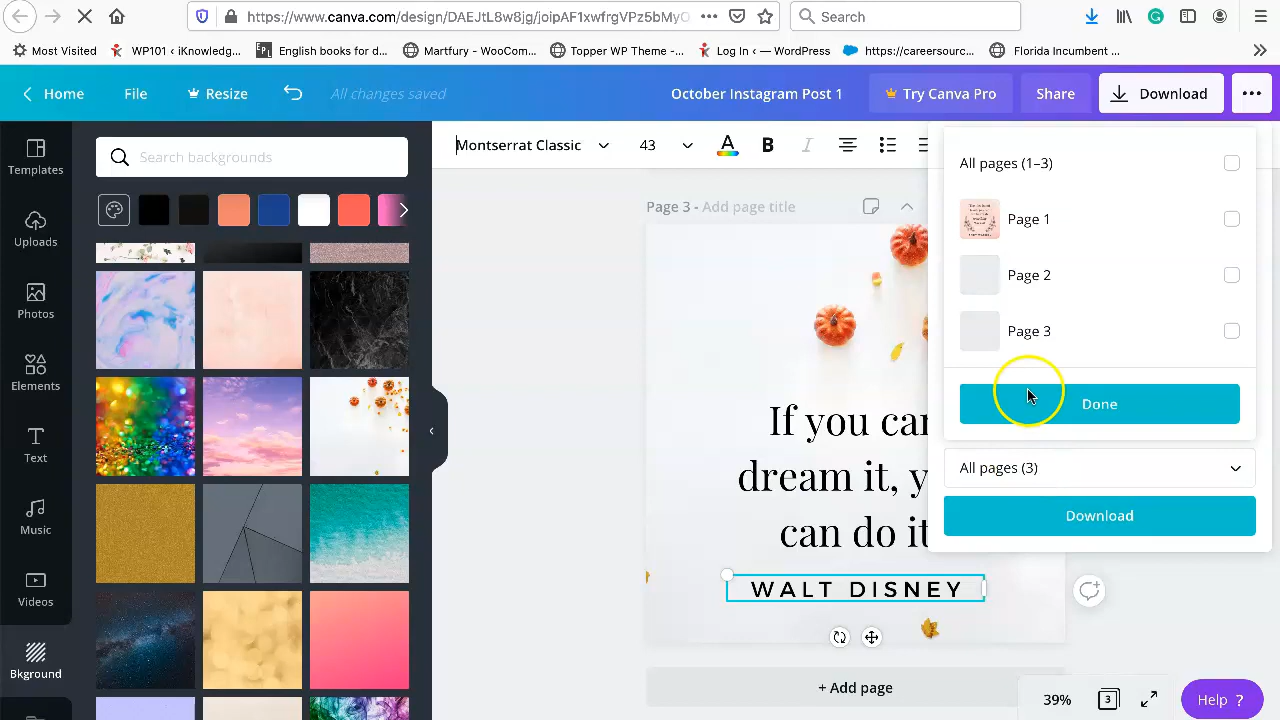 https://www.canva.com/design/DAEJtL8w8jg/joipAF1xwfrgVPz5bMyO
Search
Most Visited
WP101 ‹ iKnowledg...
EPL
English books for d...
Martfury – WooCom...
Topper WP Theme -...
Log In ‹ — WordPress
https://careersourc...
Florida Incumbent ...
Home
File
Resize
All changes saved
October Instagram Post 1
Try Canva Pro
Share
Download
Templates
Uploads
Photos
Elements
Text
Music
Videos
Bkground
Search backgrounds
Montserrat Classic
43
A
B
I
Page 3 - Add page title
If you can
dream it, y
can do it
WALT DISNEY
+ Add page
All pages (1–3)
Page 1
Page 2
Page 3
Done
All pages (3)
Download
39%
3
Help ?